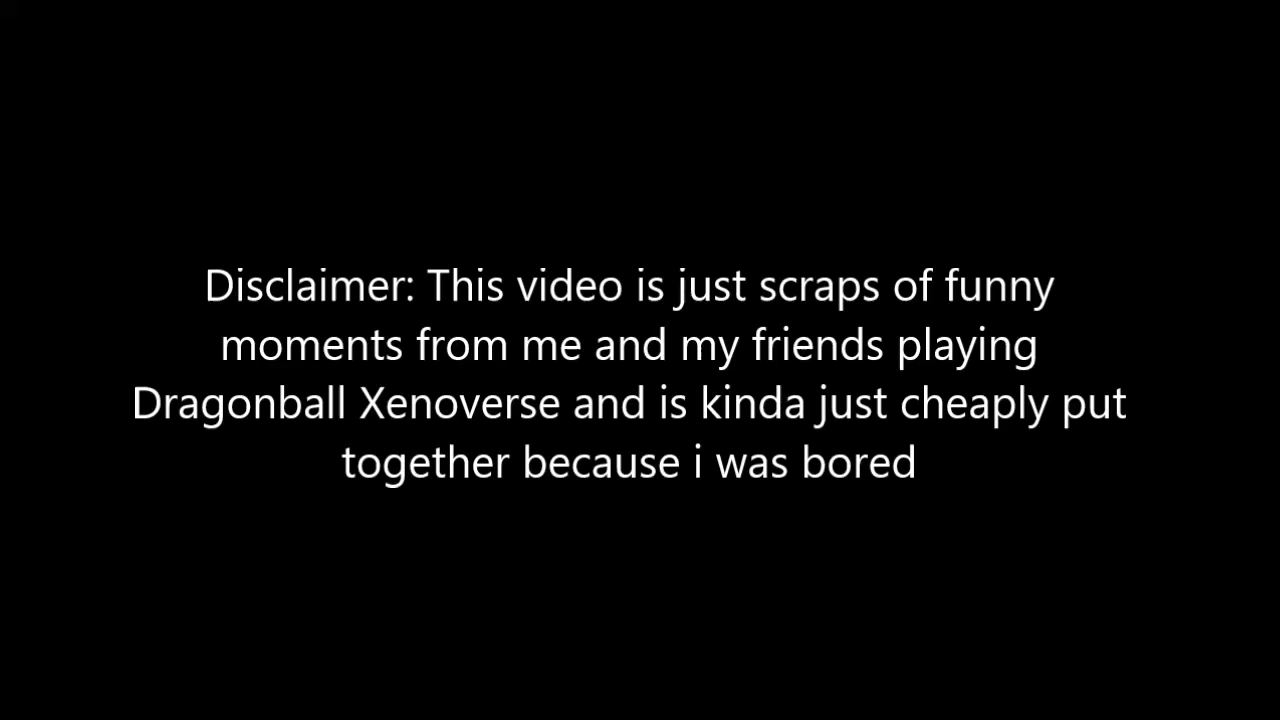 Disclaimer: This video is just scraps of funny
moments from me and my friends playing
Dragonball Xenoverse and is kinda just cheaply put
together because i was bored